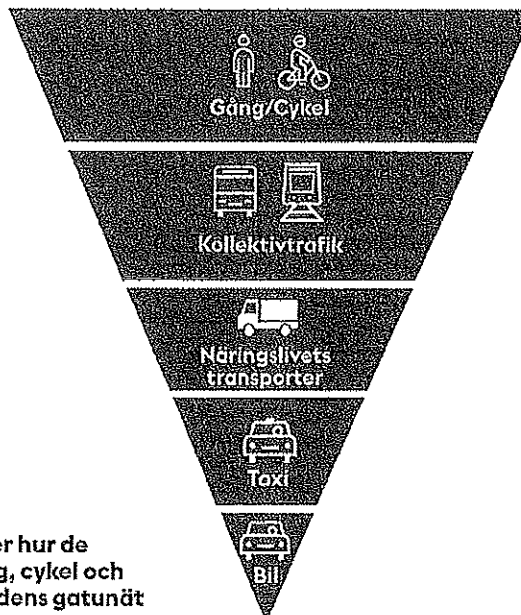 Gång/Cykel
Kollektivtrafik
Näringslivets
transporter
Taxi
Bil
er hur de
g, cykel och
dens gatunät